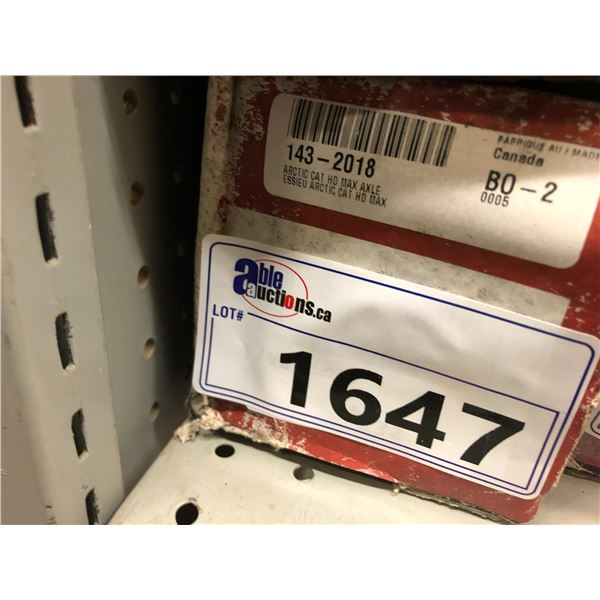 FABRIQUE AU / MADE
Canada
143-2018
ARCTIC CAT HD MAX AXLE
ESSIEU ARCTIC CAT HD MAX
BO-2
0005
able
auctions.ca
LOT#
1647